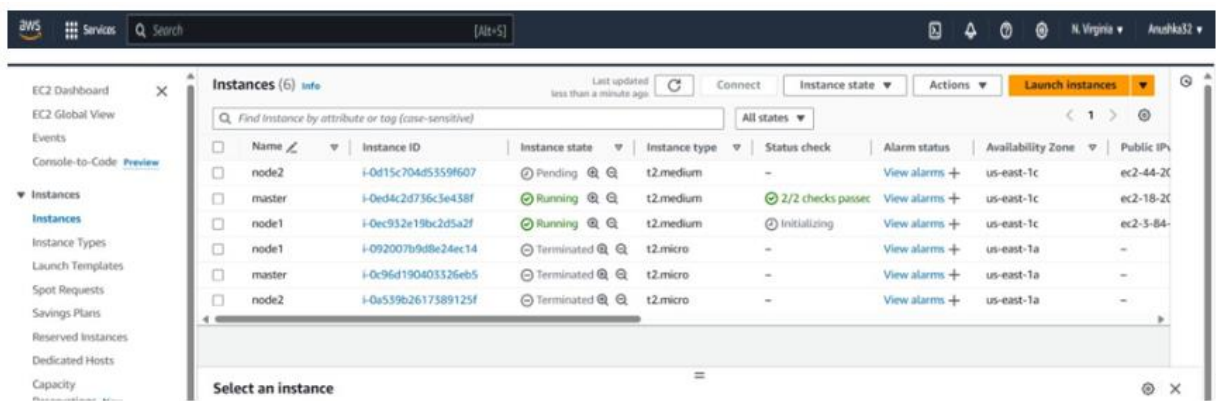 aws Services Search [Alt+S] N. Virginia Anushka32
EC2 Dashboard
EC2 Global View
Events
Console-to-Code Preview
Instances
Instances
Instance Types
Launch Templates
Spot Requests
Savings Plans
Reserved Instances
Dedicated Hosts
Capacity
Instances (6) Info Last updated less than a minute ago Connect Instance state Actions Launch instances
Find Instance by attribute or tag (case-sensitive) All states 1
Name Instance ID Instance state Instance type Status check Alarm status Availability Zone Public IPv
node2 i-0d15c704d5359f607 Pending t2.medium – View alarms + us-east-1c ec2-44-20
master i-0ed4c2d736c3e438f Running t2.medium 2/2 checks passec View alarms + us-east-1c ec2-18-20
node1 i-0ec932e19bc2d5a2f Running t2.medium Initializing View alarms + us-east-1c ec2-3-84-
node1 i-092007b9d8e24ec14 Terminated t2.micro – View alarms + us-east-1a –
master i-0c96d190403326eb5 Terminated t2.micro – View alarms + us-east-1a –
node2 i-0a539b2617389125f Terminated t2.micro – View alarms + us-east-1a –
Select an instance